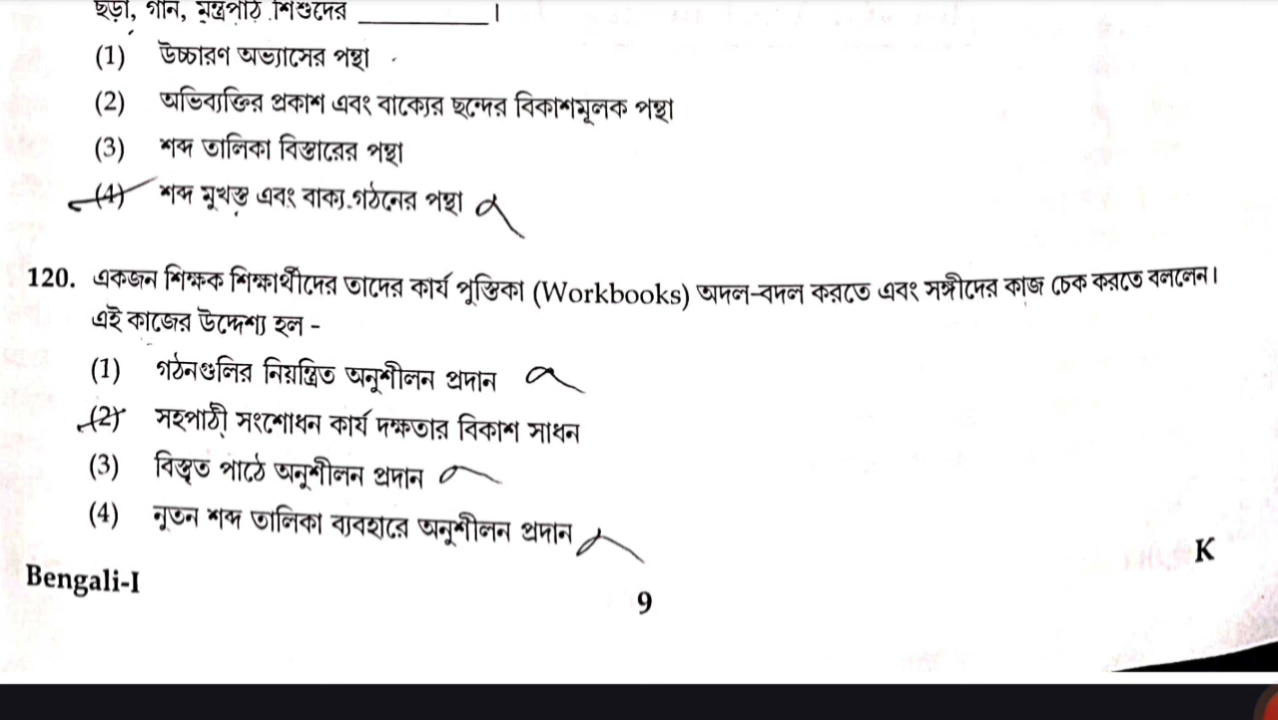 ছড়া, গান, মন্ত্রপাঠ শিশুদের ____________ ।
(1) উচ্চারণ অভ্যাসের পন্থা
(2) অভিব্যক্তির প্রকাশ এবং বাক্যের ছন্দের বিকাশমূলক পন্থা
(3) শব্দ তালিকা বিস্তারের পন্থা
(4) শব্দ মুখস্ত এবং বাক্য গঠনের পন্থা
120. একজন শিক্ষক শিক্ষার্থীদের তাদের কার্য পুস্তিকা (Workbooks) অদল-বদল করতে এবং সঙ্গীদের কাজ চেক করতে বললেন।
এই কাজের উদ্দেশ্য হল -
(1) গঠনগুলির নিয়ন্ত্রিত অনুশীলন প্রদান
(2) সহপাঠী সংশোধন কার্য দক্ষতার বিকাশ সাধন
(3) বিস্তৃত পাঠে অনুশীলন প্রদান
(4) নুতন শব্দ তালিকা ব্যবহারে অনুশীলন প্রদান
K
Bengali-I
9